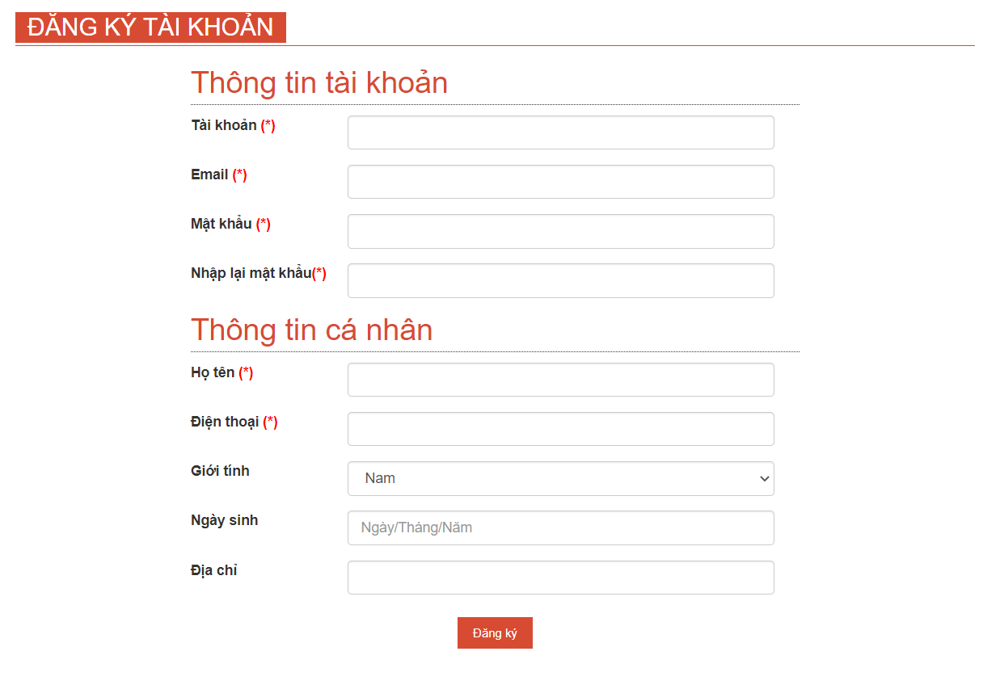 ĐĂNG KÝ TÀI KHOẢN
Thông tin tài khoản
Tài khoản (*)
Email (*)
Mật khẩu (*)
Nhập lại mật khẩu(*)
Thông tin cá nhân
Họ tên (*)
Điện thoại (*)
Giới tính Nam
Ngày sinh Ngày/Tháng/Năm
Địa chỉ
Đăng ký